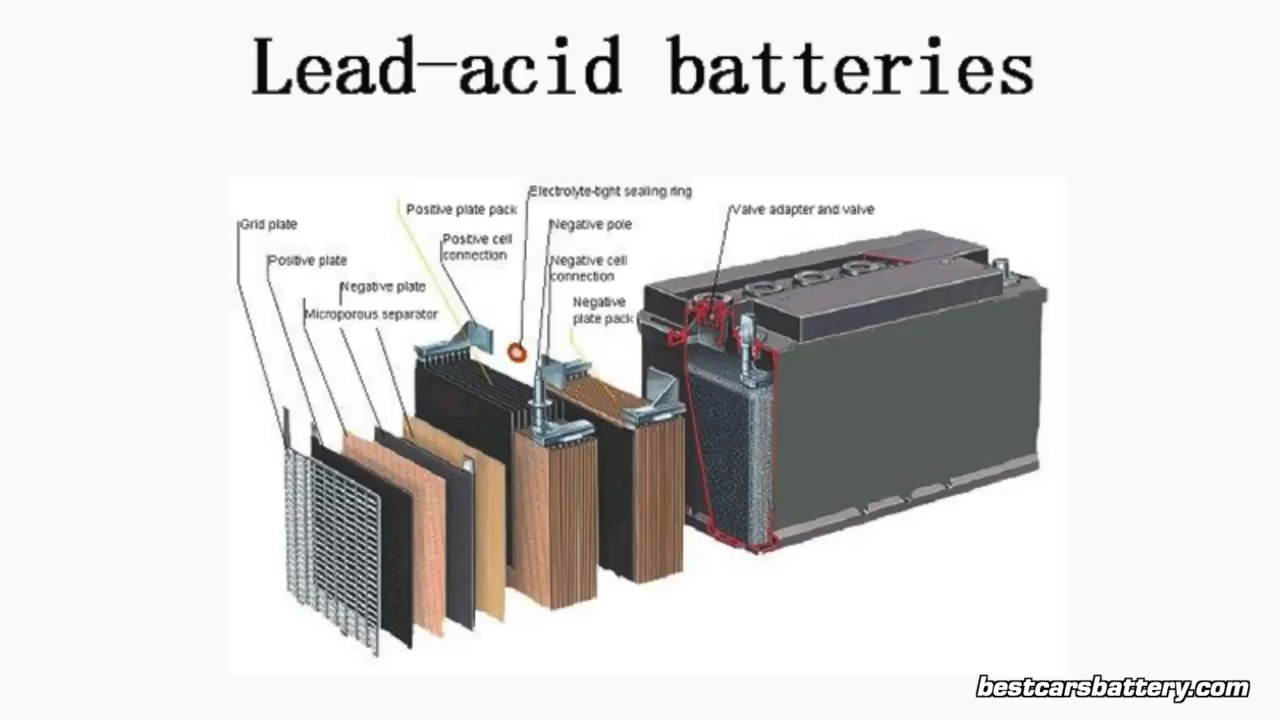 Lead-acid batteries
Electrolyte-tight sealing ring
Positive plate pack
Valve adapter and valve
Grid plate
Negative pole
Positive cell
connection
Positive plate
Negative cell
connection
Negative plate
Negative
plate pack
Microporous separator
bestcarsbattery.com